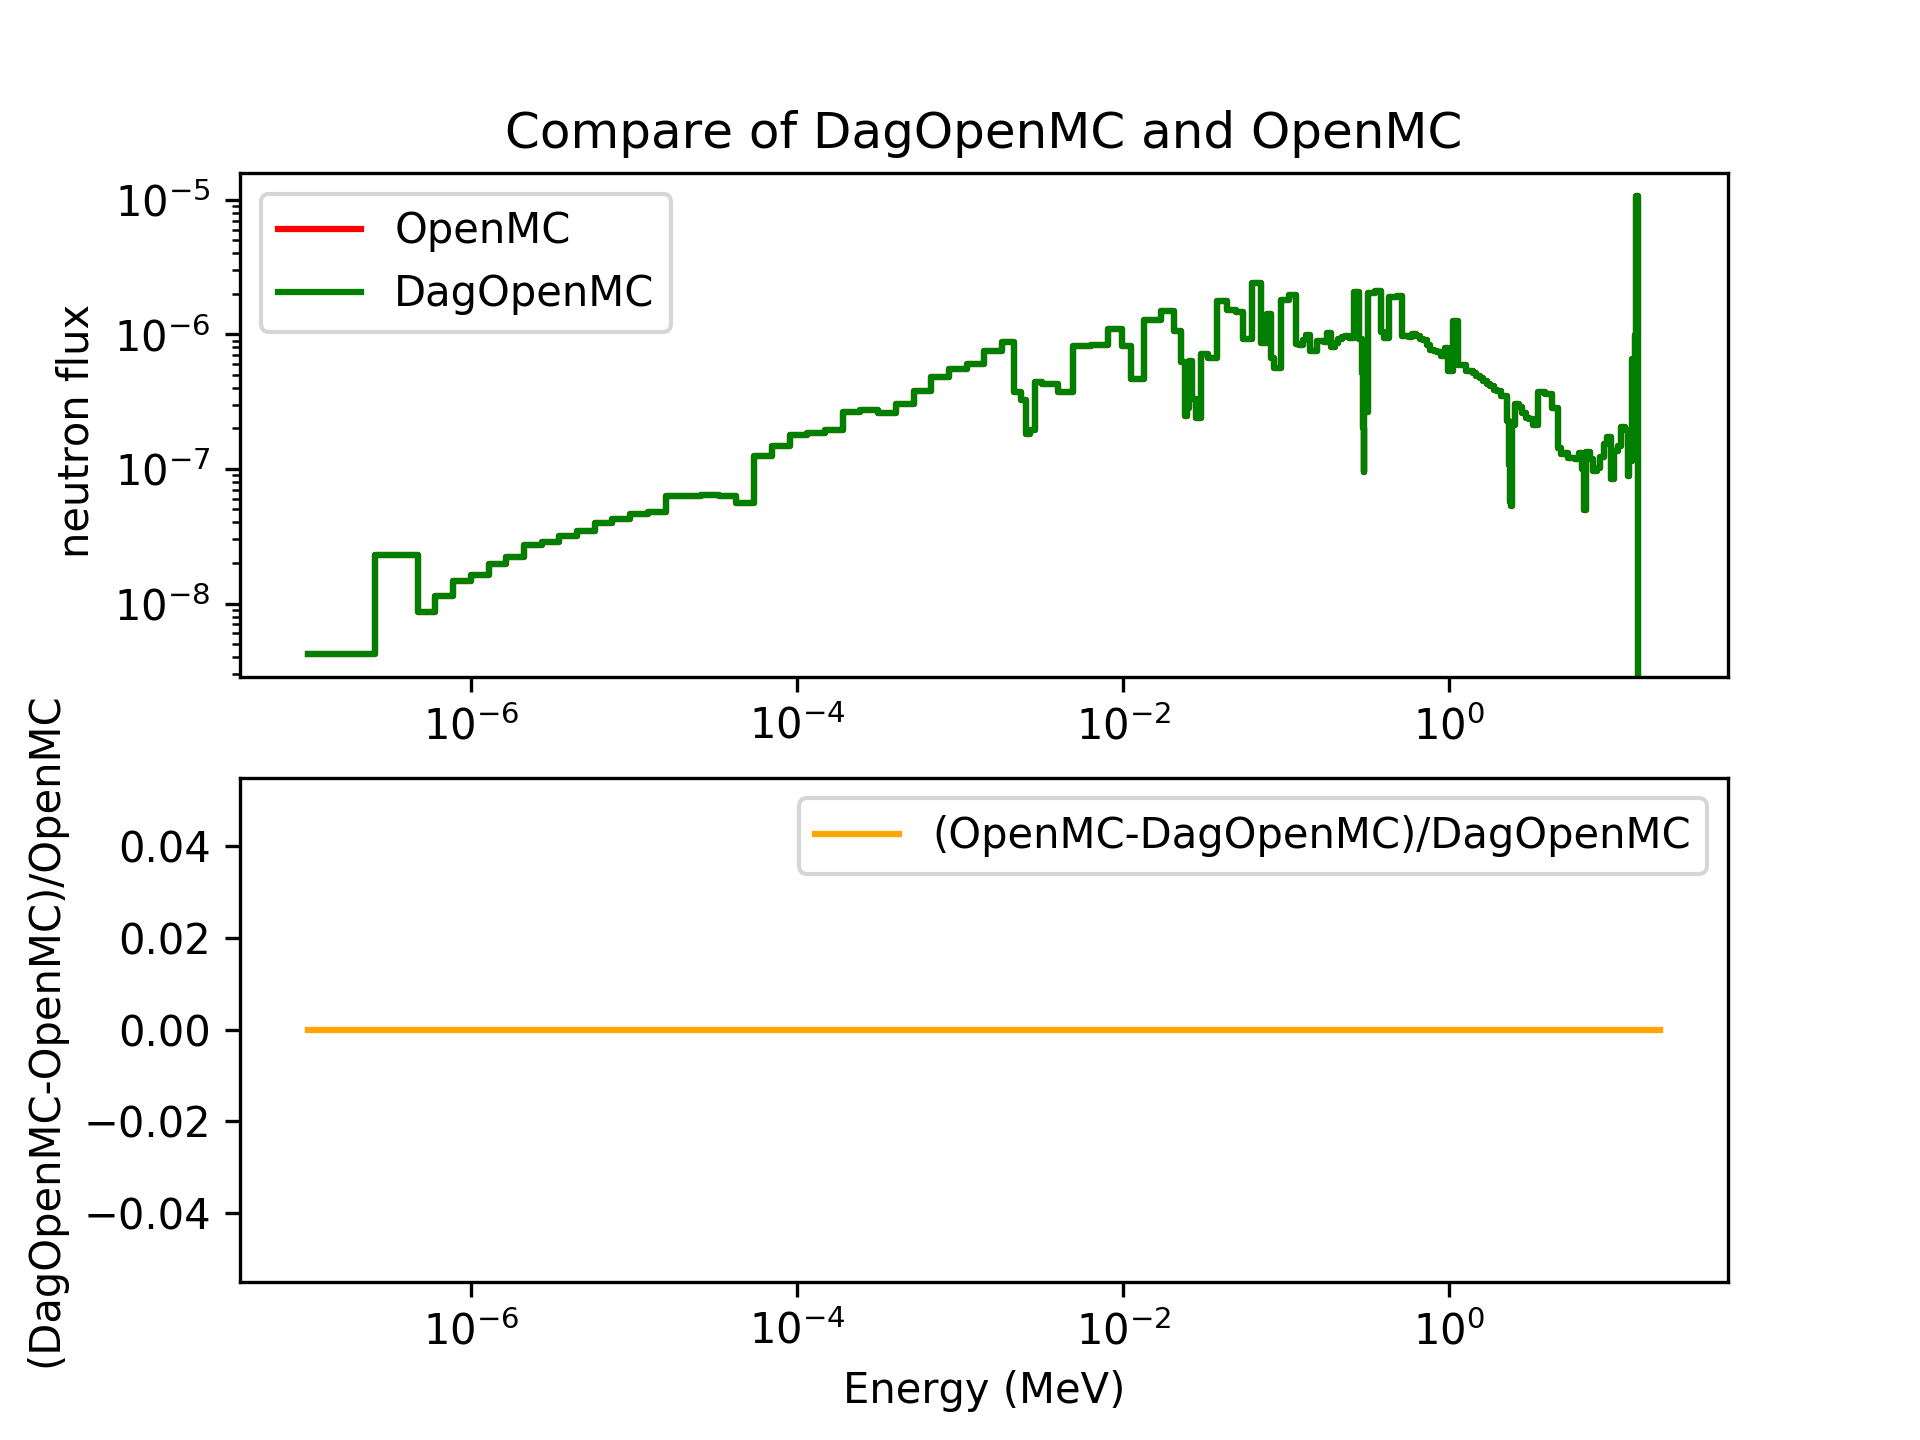 Compare of DagOpenMC and OpenMC
neutron flux
10⁻⁵
10⁻⁶
10⁻⁷
10⁻⁸
OpenMC
DagOpenMC
10⁻⁶ 10⁻⁴ 10⁻² 10⁰
(DagOpenMC-OpenMC)/OpenMC
0.04
0.02
0.00
−0.02
−0.04
(OpenMC-DagOpenMC)/DagOpenMC
10⁻⁶ 10⁻⁴ 10⁻² 10⁰
Energy (MeV)